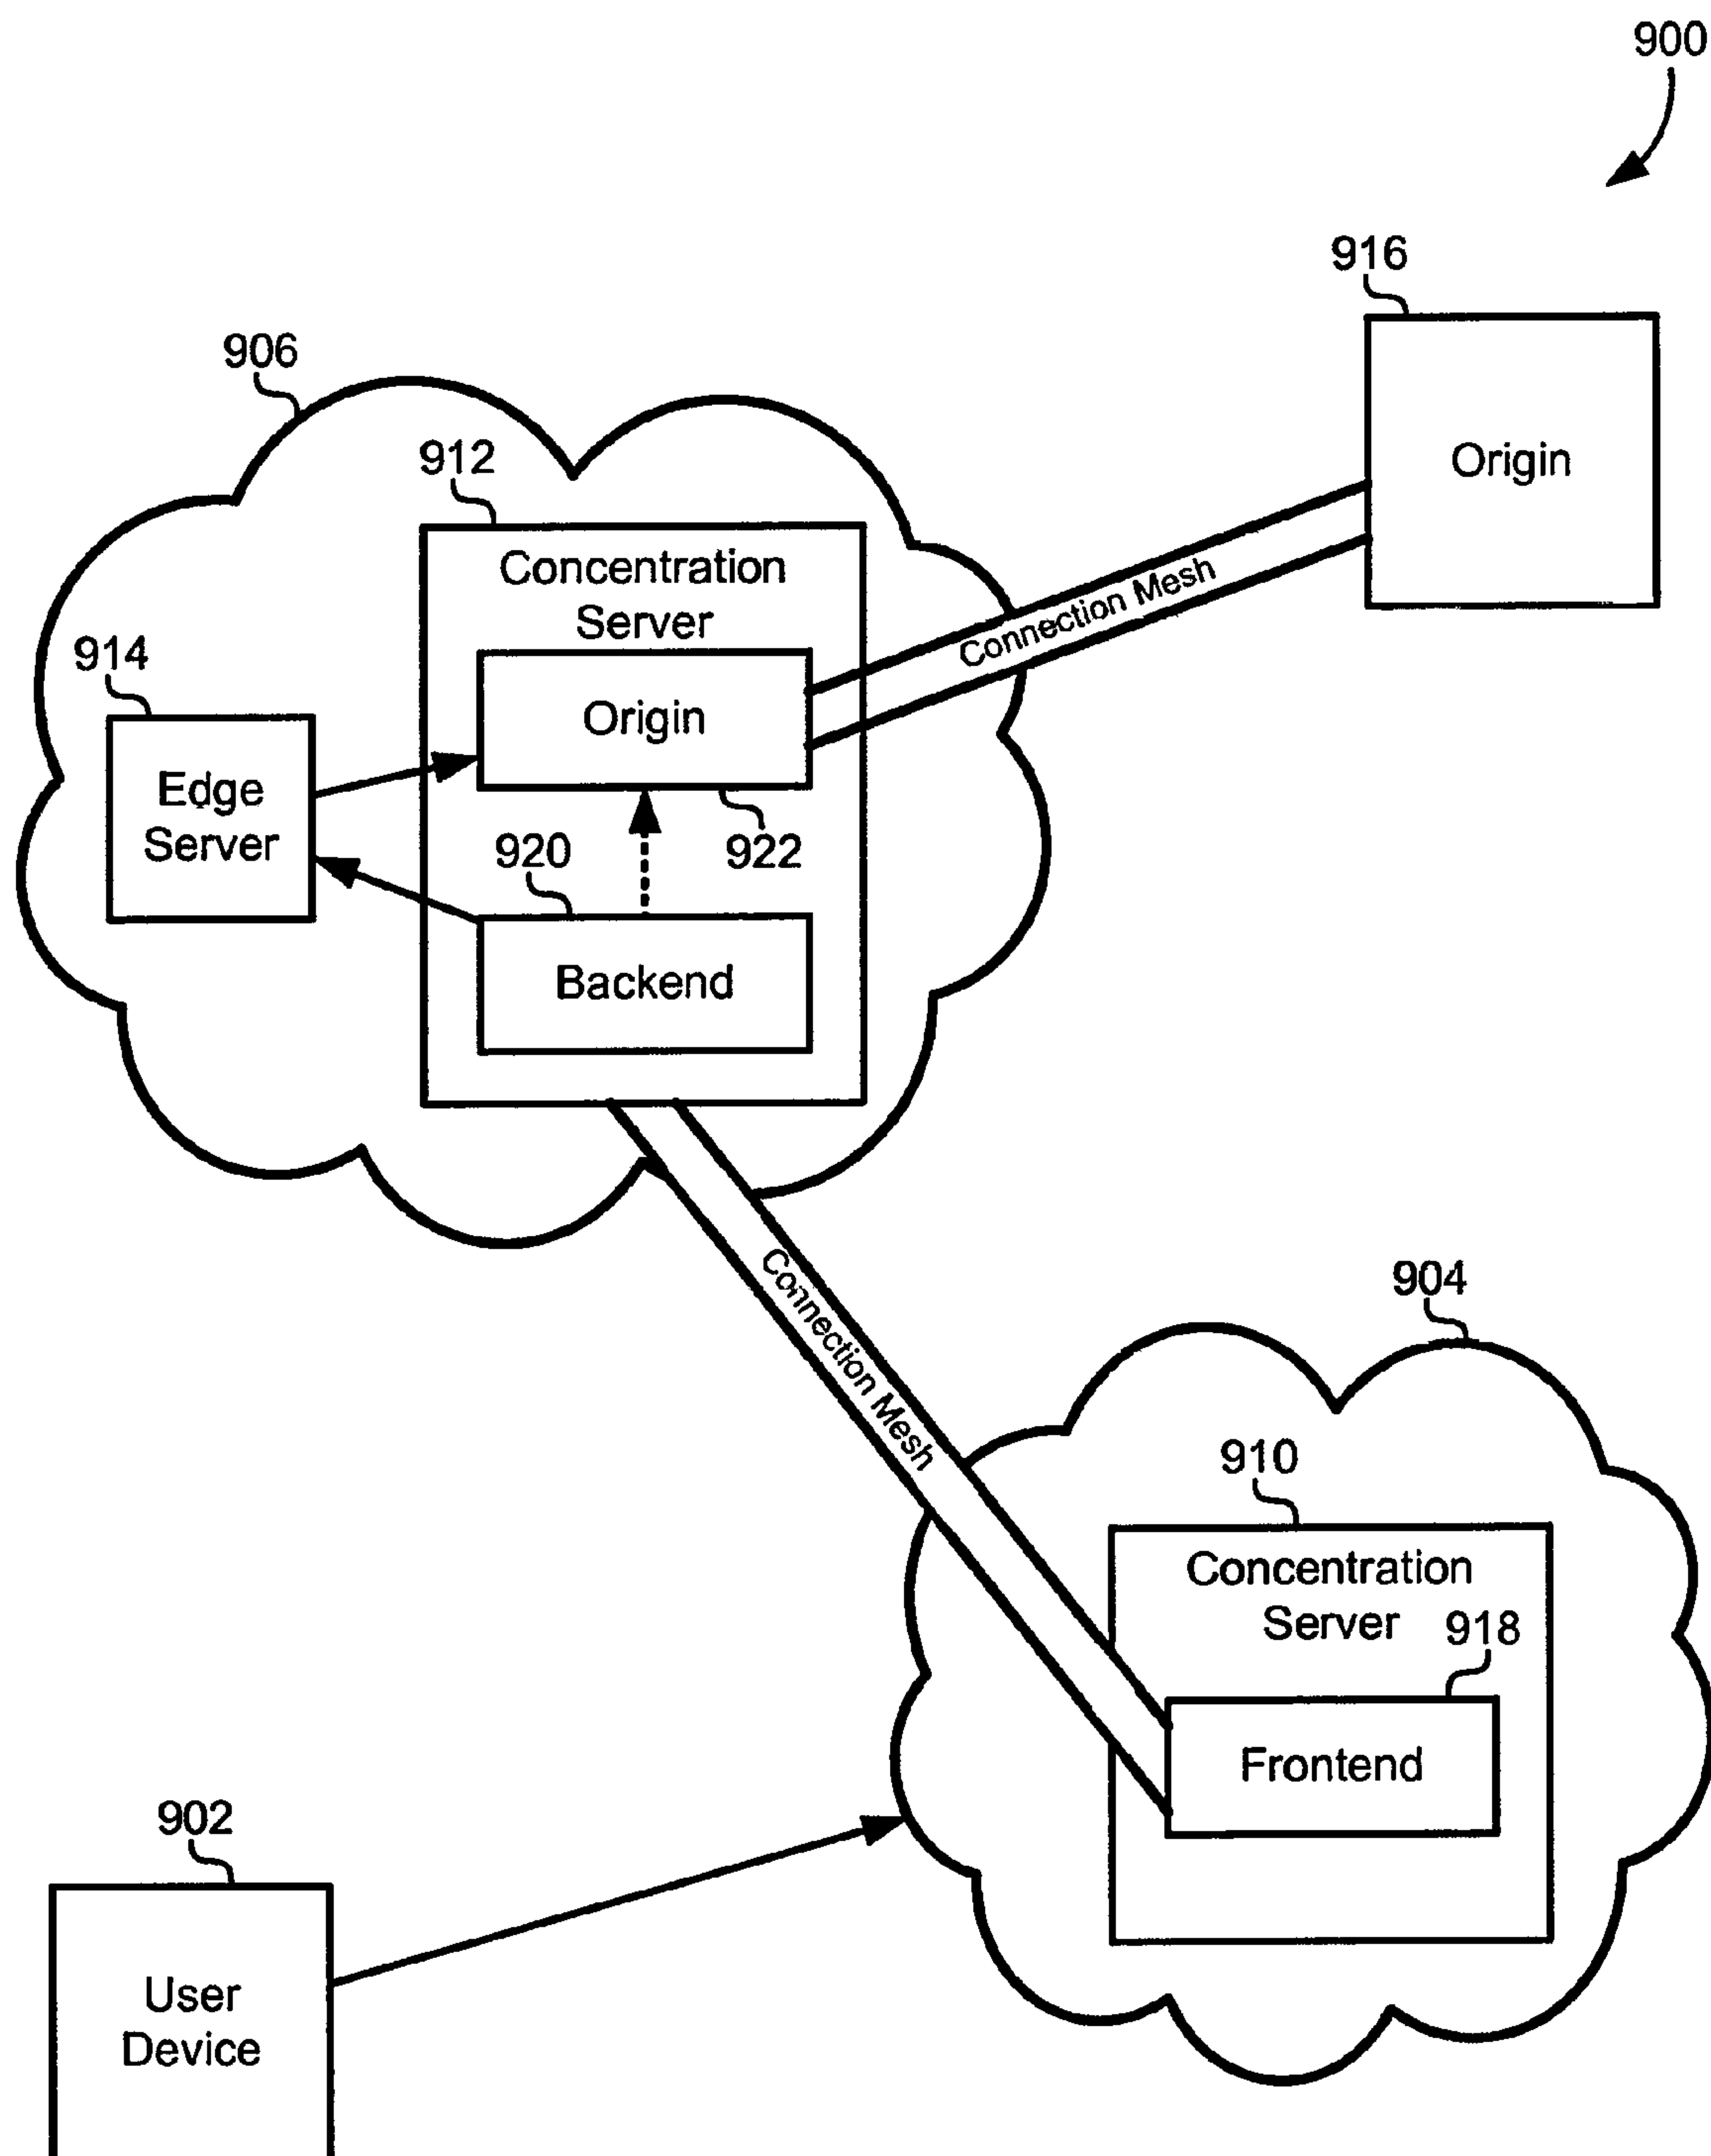 900
916
Origin
906
912
Concentration
Server
Connection Mesh
914
Origin
Edge
Server
920
922
Backend
Connection Mesh
904
910
Concentration
Server
918
Frontend
902
User
Device